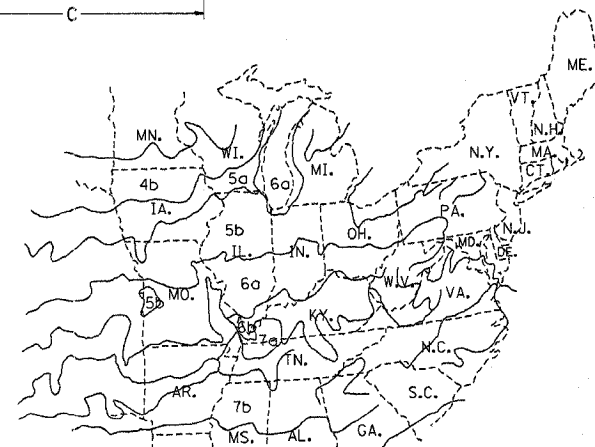 C
ME.
VT.
MN.
N.H.
WI.
N.Y.
MA.
CT.
MI.
4b
5a
6a
IA.
PA.
5b
OH.
N.J.
IL.
IN.
MD.
DE.
W.V.
6a
MO.
VA.
5b
KY.
6b
7a
N.C.
TN.
AR.
S.C.
7b
GA.
MS.
AL.